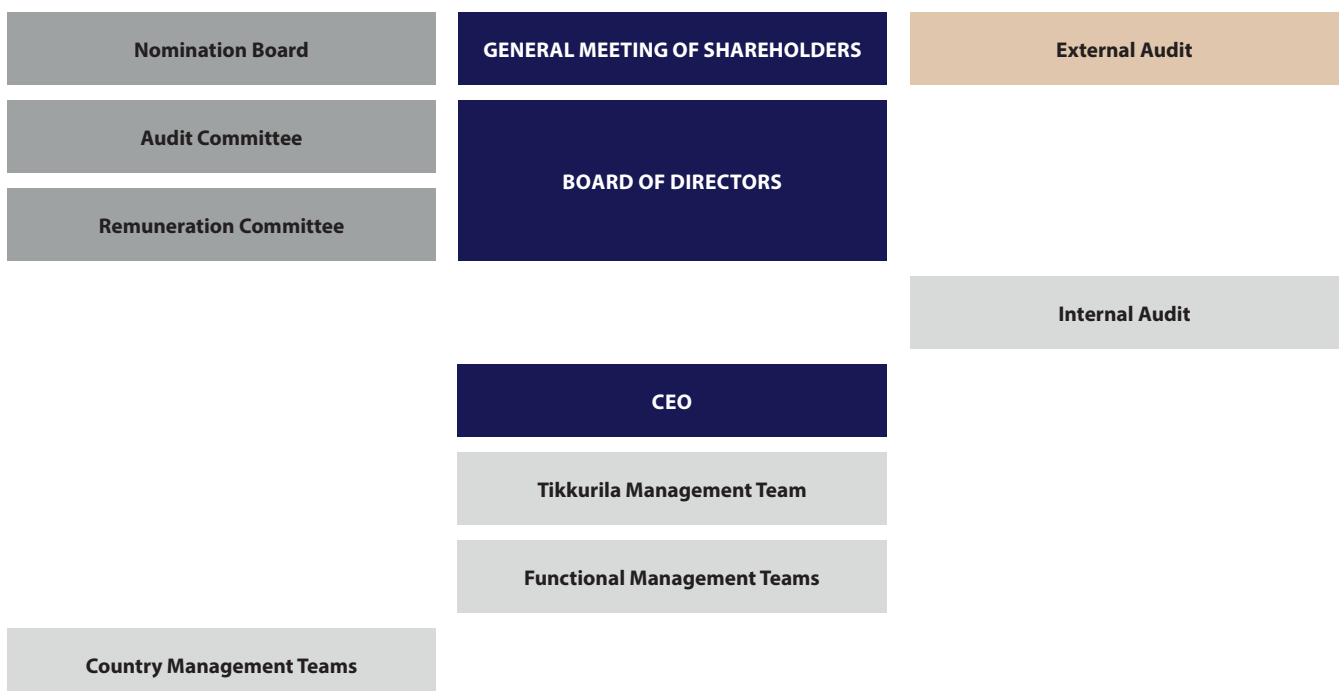 Nomination Board
GENERAL MEETING OF SHAREHOLDERS
External Audit
Audit Committee
BOARD OF DIRECTORS
Remuneration Committee
Internal Audit
CEO
Tikkurila Management Team
Functional Management Teams
Country Management Teams